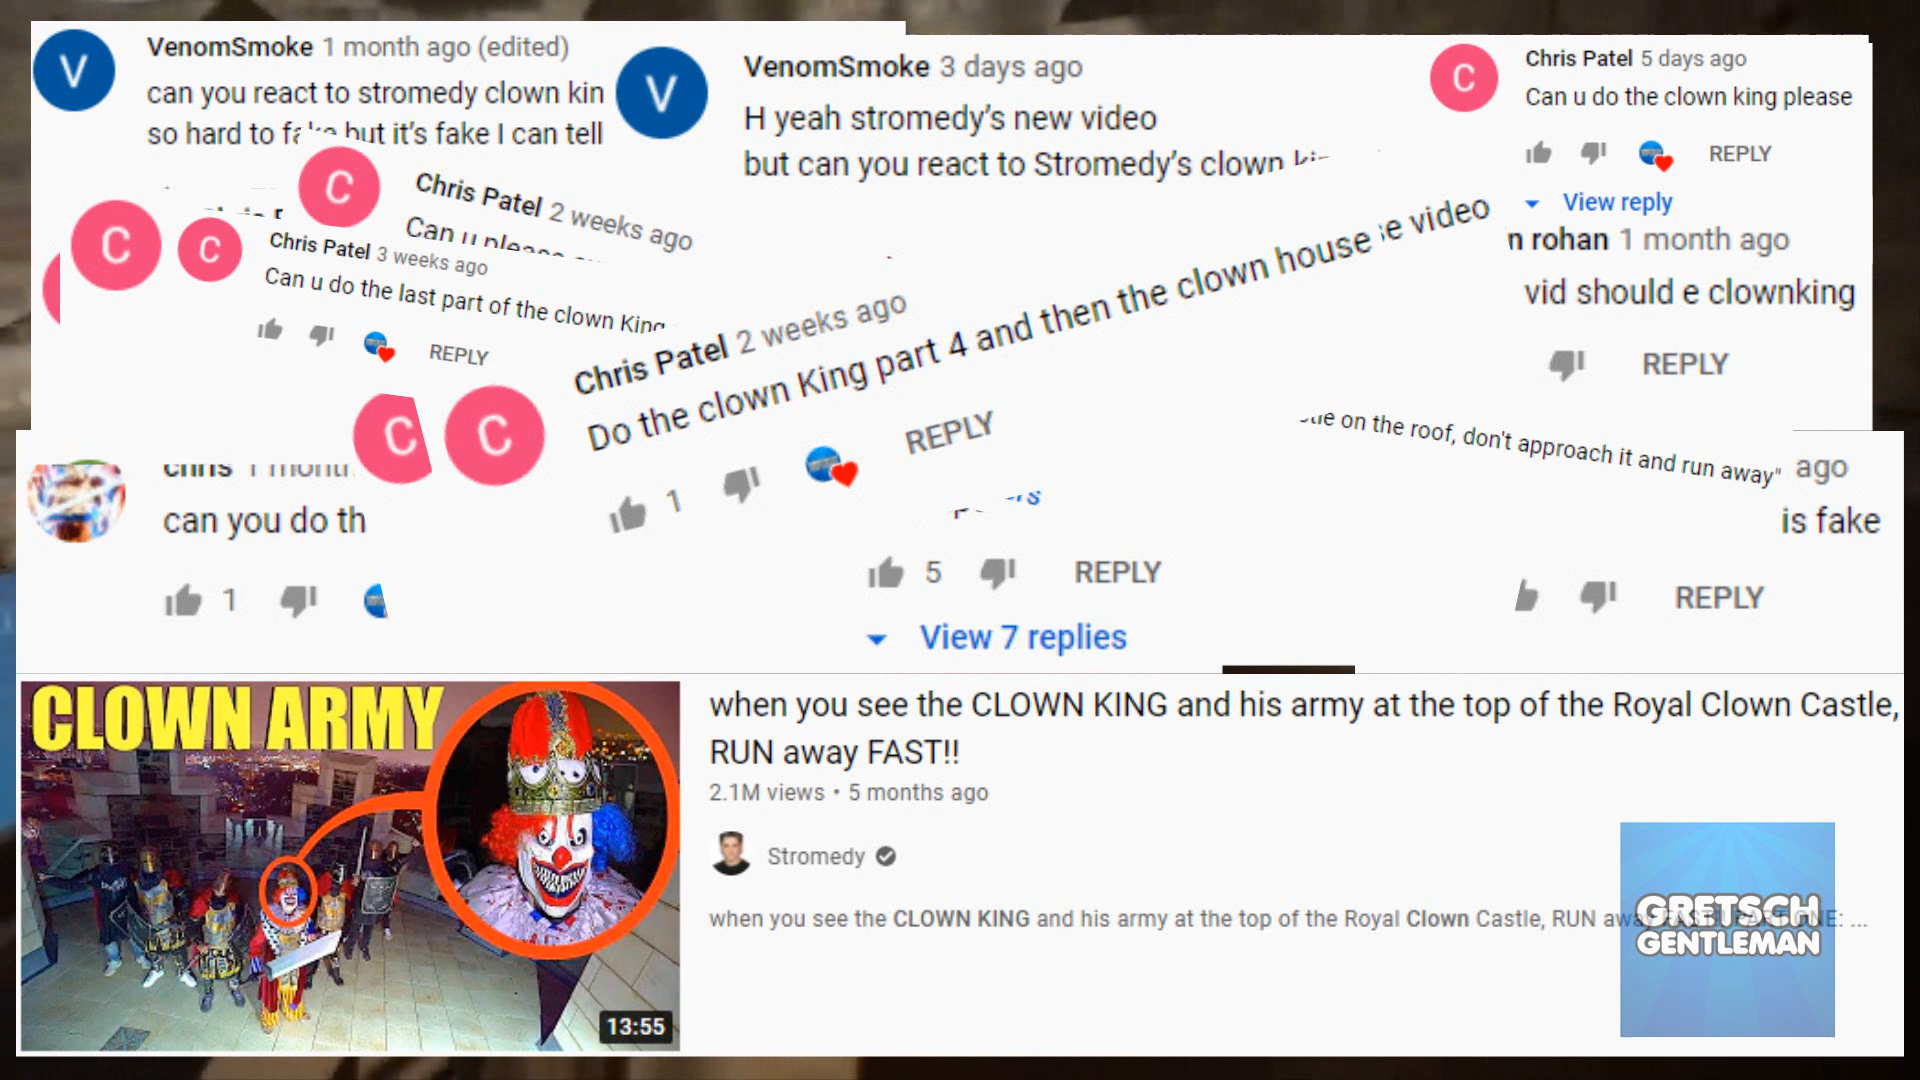 VenomSmoke 1 month ago (edited)
can you react to stromedy clown kin
so hard to fake but it's fake I can tell
VenomSmoke 3 days ago
H yeah stromedy's new video
but can you react to Stromedy's clown
Chris Patel 5 days ago
Can u do the clown king please
REPLY
View reply
n rohan 1 month ago
vid should e clownking
REPLY
Chris Patel 2 weeks ago
Can u please
Chris Patel 3 weeks ago
Can u do the last part of the clown King
REPLY
Chris Patel 2 weeks ago
Do the clown King part 4 and then the clown house
e video
1
REPLY
on the roof, don't approach it and run away"
ago
is fake
REPLY
chris 1 month
can you do th
1
5
REPLY
View 7 replies
CLOWN ARMY
13:55
when you see the CLOWN KING and his army at the top of the Royal Clown Castle,
RUN away FAST!!
2.1M views • 5 months ago
Stromedy
when you see the CLOWN KING and his army at the top of the Royal Clown Castle, RUN away FAST!! PART ONE: ...
GRETSCH
GENTLEMAN